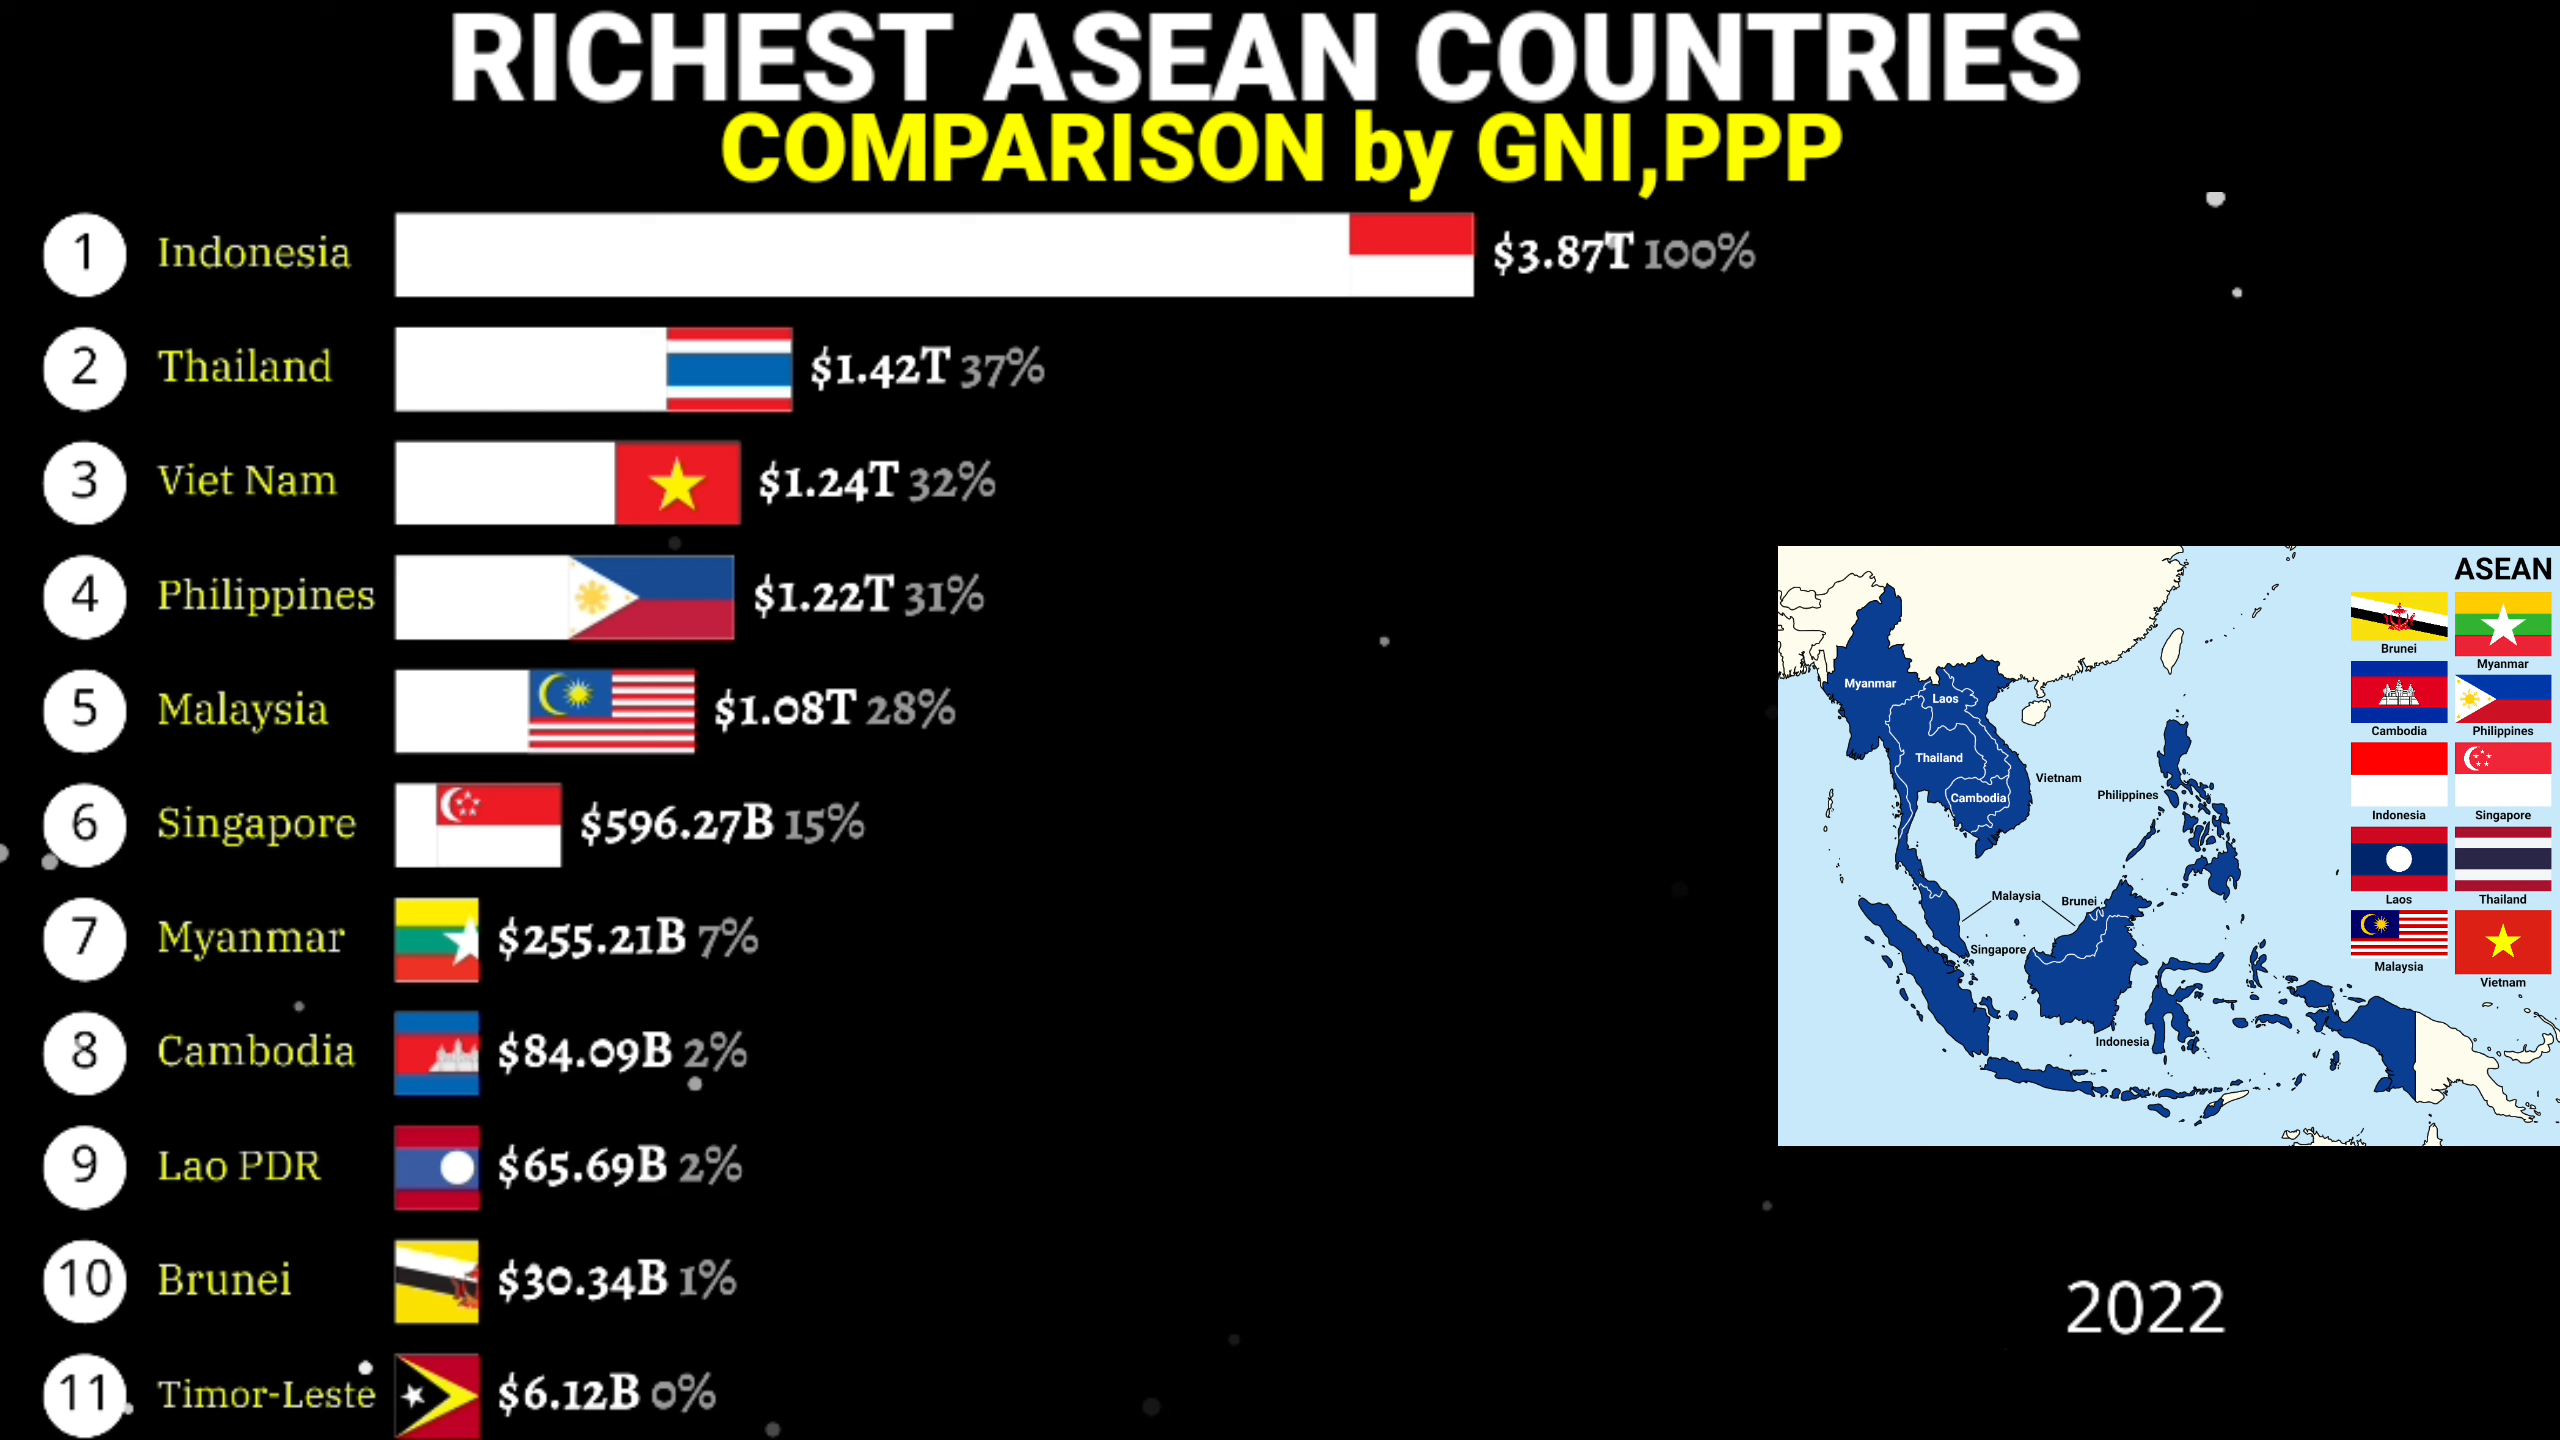 RICHEST ASEAN COUNTRIES
COMPARISON by GNI,PPP
1 Indonesia $3.87T 100%
2 Thailand $1.42T 37%
3 Viet Nam $1.24T 32%
4 Philippines $1.22T 31%
5 Malaysia $1.08T 28%
6 Singapore $596.27B 15%
7 Myanmar $255.21B 7%
8 Cambodia $84.09B 2%
9 Lao PDR $65.69B 2%
10 Brunei $30.34B 1%
11 Timor-Leste $6.12B 0%
ASEAN
Brunei
Myanmar
Cambodia
Philippines
Indonesia
Singapore
Laos
Thailand
Malaysia
Vietnam
Myanmar
Laos
Thailand
Vietnam
Cambodia
Philippines
Malaysia
Brunei
Singapore
Indonesia
2022